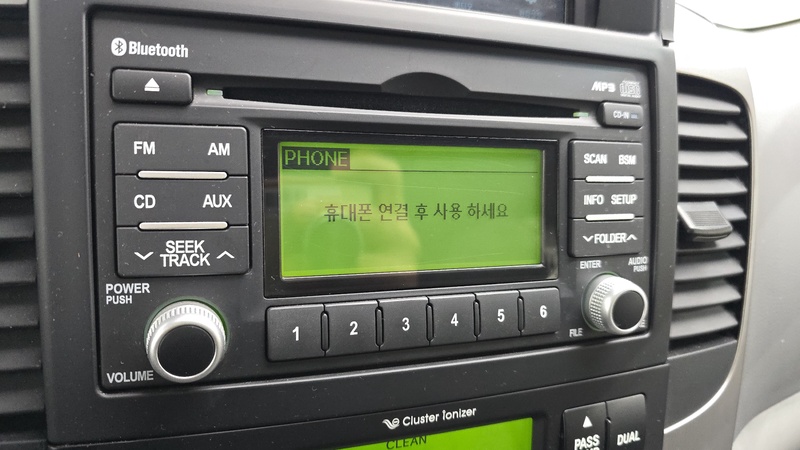 Bluetooth
MP3
CD-IN
FM AM
CD AUX
SEEK
TRACK
PHONE
휴대폰 연결 후 사용 하세요
SCAN BSM
INFO SETUP
FOLDER
POWER
PUSH
VOLUME
1 2 3 4 5 6
ENTER
AUDIO
PUSH
FILE
Cluster ionizer
CLEAN
PASS
DUAL